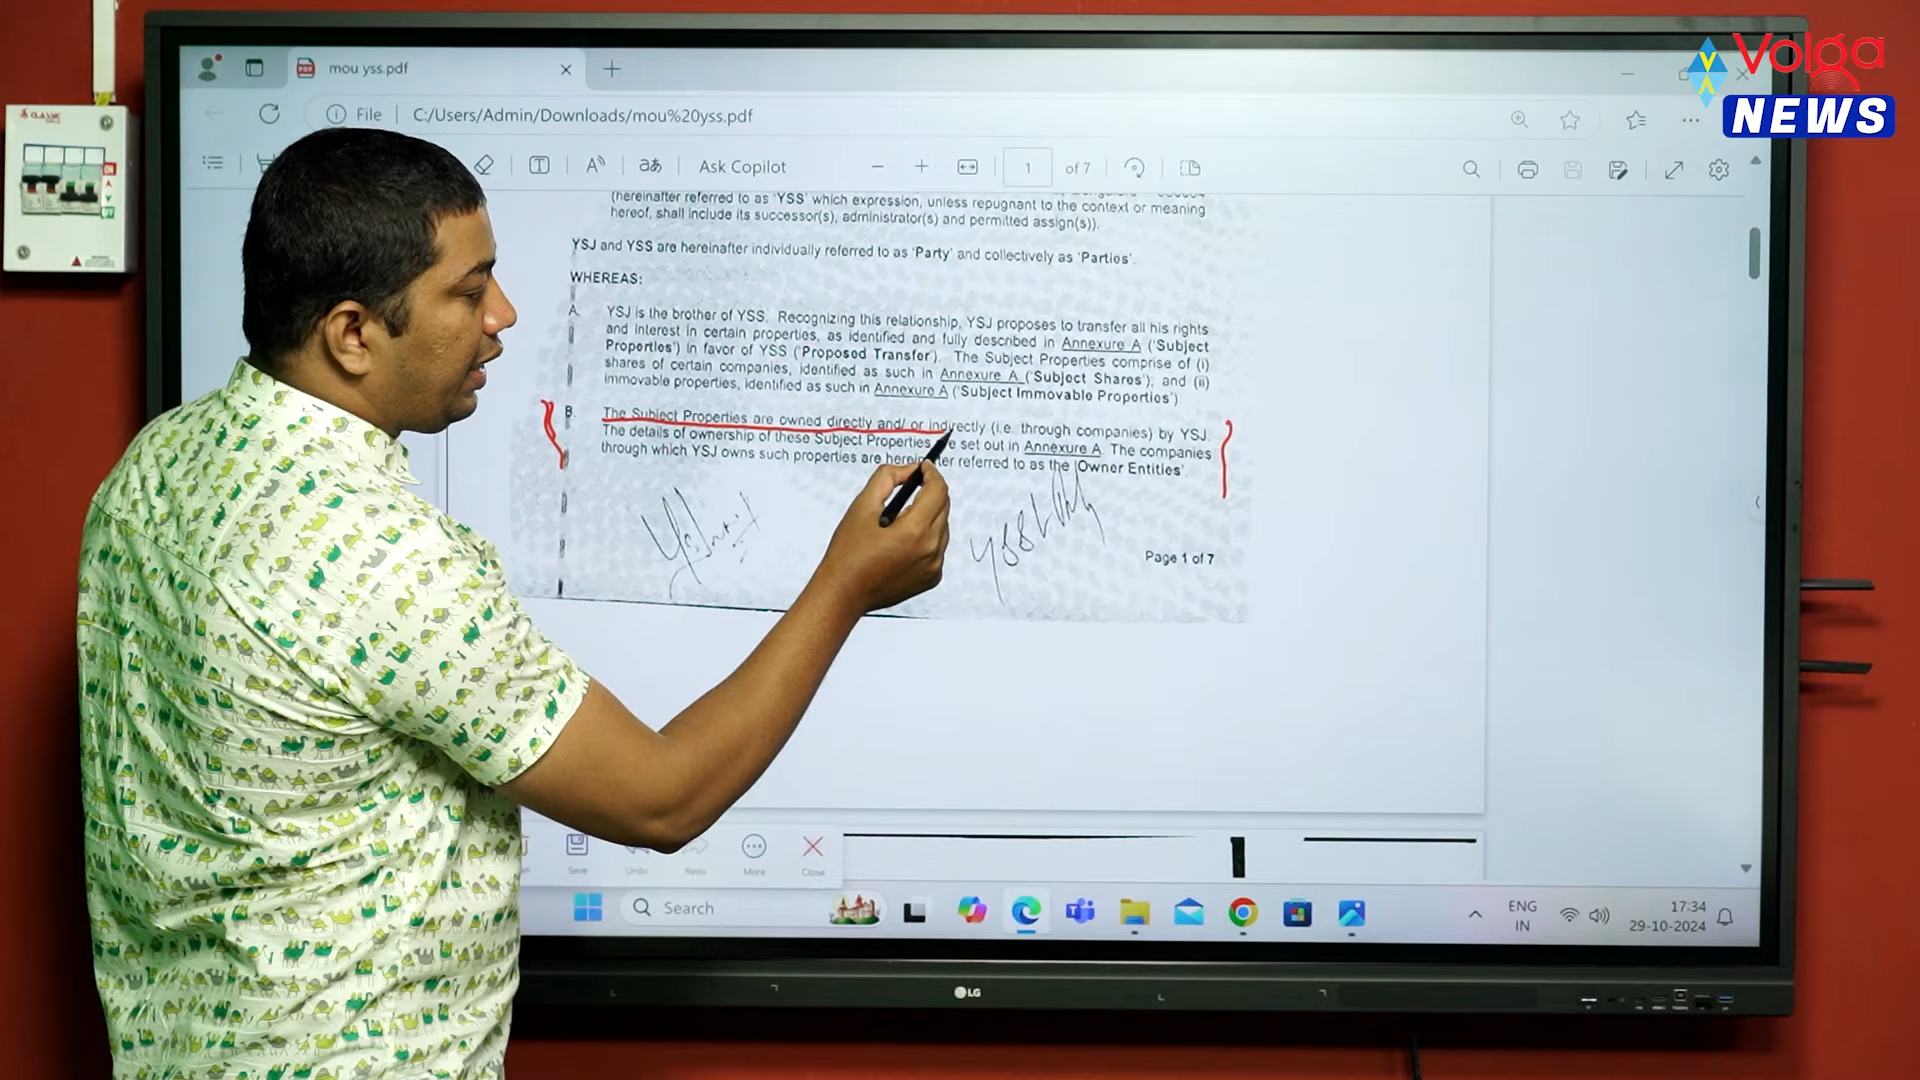 Volga
NEWS
CLASSIC
mou yss.pdf
File
C:/Users/Admin/Downloads/mou%20yss.pdf
Ask Copilot
1
of 7
(hereinafter referred to as 'YSS' which expression, unless repugnant to the context or meaning
hereof, shall include its successor(s), administrator(s) and permitted assign(s)).
YSJ and YSS are hereinafter individually referred to as 'Party' and collectively as 'Parties'.
WHEREAS:
A. YSJ is the brother of YSS. Recognizing this relationship, YSJ proposes to transfer all his rights
and interest in certain properties, as identified and fully described in Annexure A ('Subject
Properties') in favor of YSS ('Proposed Transfer'). The Subject Properties comprise of (i)
shares of certain companies, identified as such in Annexure A ('Subject Shares'); and (ii)
immovable properties, identified as such in Annexure A ('Subject Immovable Properties').
B. The Subject Properties are owned directly and/ or indirectly (i.e. through companies) by YSJ.
The details of ownership of these Subject Properties set out in Annexure A. The companies
through which YSJ owns such properties are referred to as the 'Owner Entities'.
Page 1 of 7
Save
Undo
Redo
More
Close
Search
ENG
IN
17:34
29-10-2024
LG